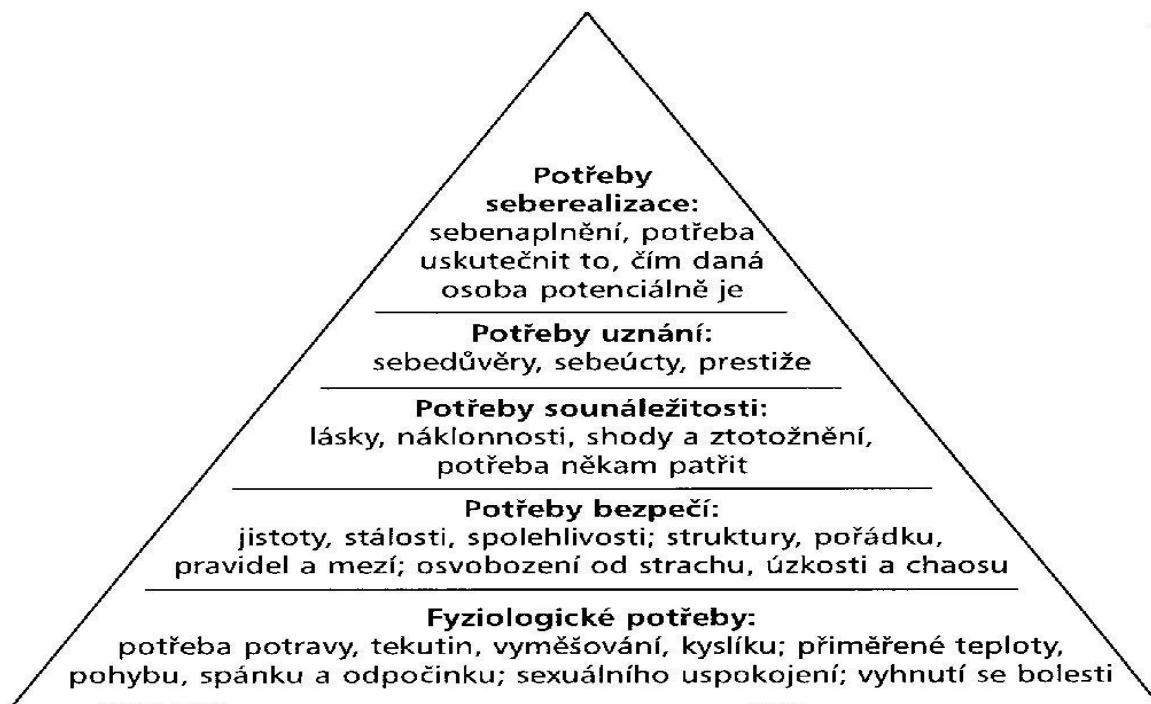 Potřeby
seberealizace:
sebenaplnění, potřeba
uskutečnit to, čím daná
osoba potenciálně je
Potřeby uznání:
sebedůvěry, sebeúcty, prestiže
Potřeby sounáležitosti:
lásky, náklonnosti, shody a ztotožnění,
potřeba někam patřit
Potřeby bezpečí:
jistoty, stálosti, spolehlivosti; struktury, pořádku,
pravidel a mezí; osvobození od strachu, úzkosti a chaosu
Fyziologické potřeby:
potřeba potravy, tekutin, vyměšování, kyslíku; přiměřené teploty,
pohybu, spánku a odpočinku; sexuálního uspokojení; vyhnutí se bolesti